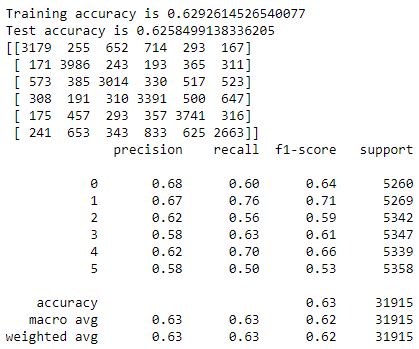 Training accuracy is 0.6292614526540077
Test accuracy is 0.6258499138336205
[[3179 255 652 714 293 167]
[ 171 3986 243 193 365 311]
[ 573 385 3014 330 517 523]
[ 308 191 310 3391 500 647]
[ 175 457 293 357 3741 316]
[ 241 653 343 833 625 2663]]
precision recall f1-score support
0 0.68 0.60 0.64 5260
1 0.67 0.76 0.71 5269
2 0.62 0.56 0.59 5342
3 0.58 0.63 0.61 5347
4 0.62 0.70 0.66 5339
5 0.58 0.50 0.53 5358
accuracy 0.63 31915
macro avg 0.63 0.63 0.62 31915
weighted avg 0.63 0.63 0.62 31915